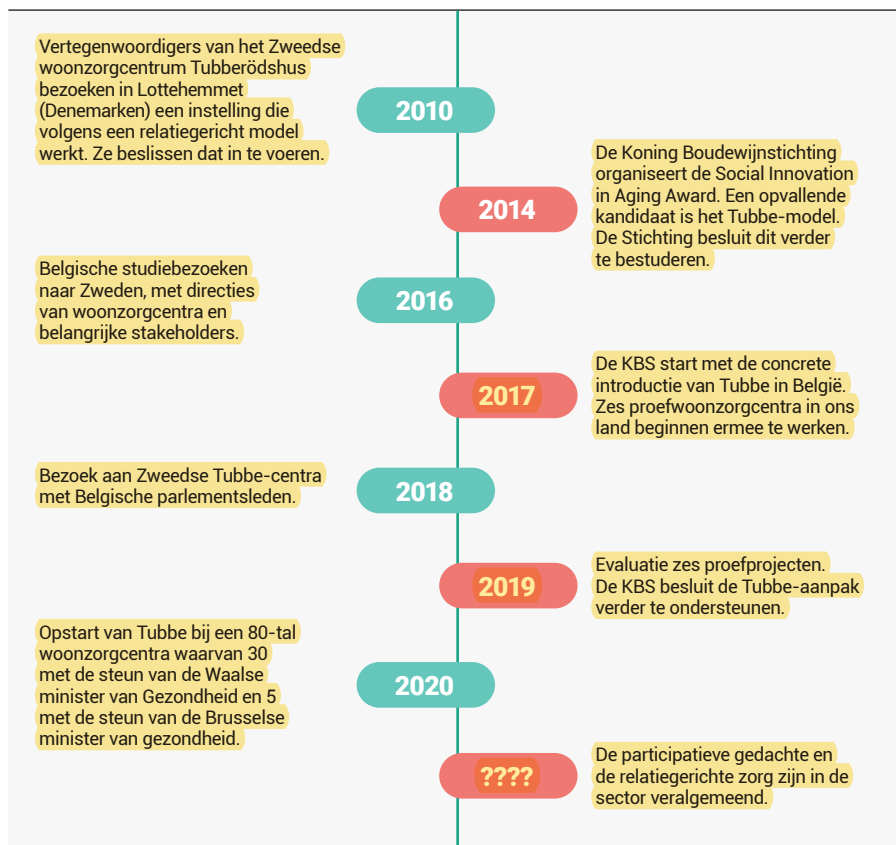 Vertegenwoordigers van het Zweedse
woonzorgcentrum Tubberödshus
bezoeken in Lottehemmet
(Denemarken) een instelling die
volgens een relatiegericht model
werkt. Ze beslissen dat in te voeren.
2010
2014
De Koning Boudewijnstichting
organiseert de Social Innovation
in Aging Award. Een opvallende
kandidaat is het Tubbe-model.
De Stichting besluit dit verder
te bestuderen.
Belgische studiebezoeken
naar Zweden, met directies
van woonzorgcentra en
belangrijke stakeholders.
2016
2017
De KBS start met de concrete
introductie van Tubbe in België.
Zes proefwoonzorgcentra in ons
land beginnen ermee te werken.
Bezoek aan Zweedse Tubbe-centra
met Belgische parlementsleden.
2018
2019
Evaluatie zes proefprojecten.
De KBS besluit de Tubbe-aanpak
verder te ondersteunen.
Opstart van Tubbe bij een 80-tal
woonzorgcentra waarvan 30
met de steun van de Waalse
minister van Gezondheid en 5
met de steun van de Brusselse
minister van gezondheid.
2020
????
De participatieve gedachte en
de relatiegerichte zorg zijn in de
sector veralgemeend.